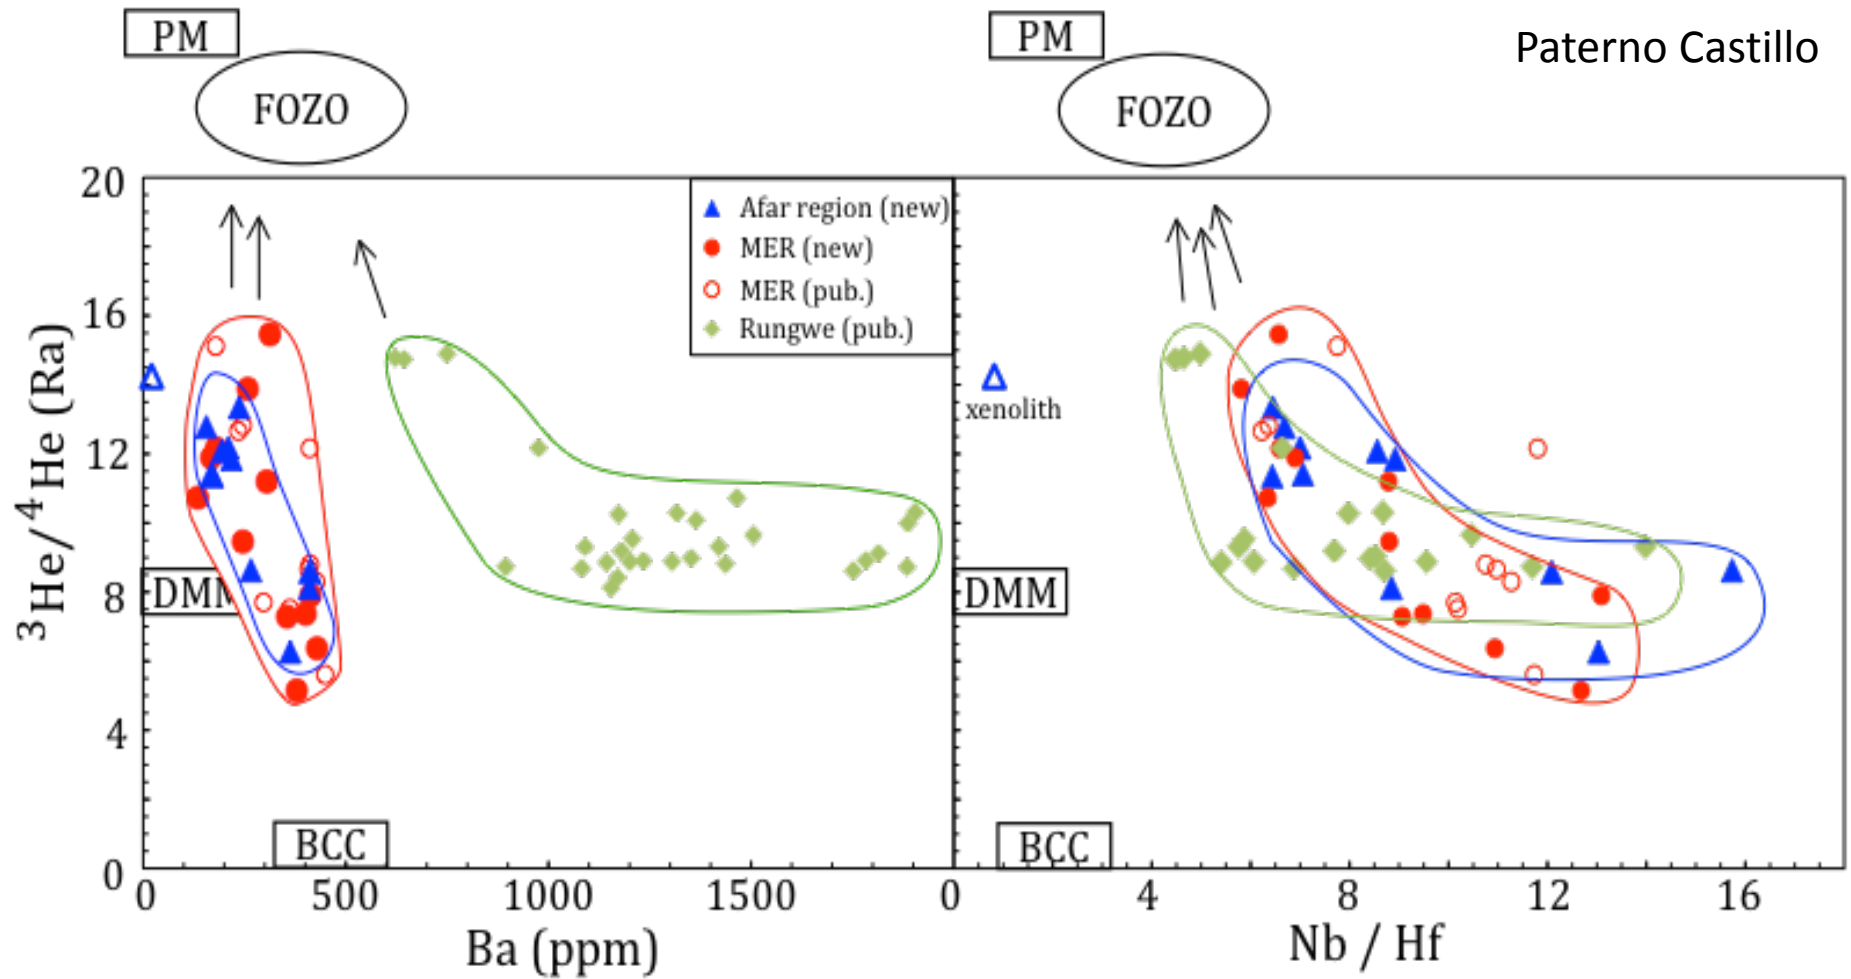 PM
PM
Paterno Castillo
FOZO
FOZO
20
16
12
8
4
0
³He/⁴He (Ra)
Afar region (new)
MER (new)
MER (pub.)
Rungwe (pub.)
xenolith
DMM
DMM
BCC
BCC
0
500
1000
1500
0
4
8
12
16
Ba (ppm)
Nb / Hf